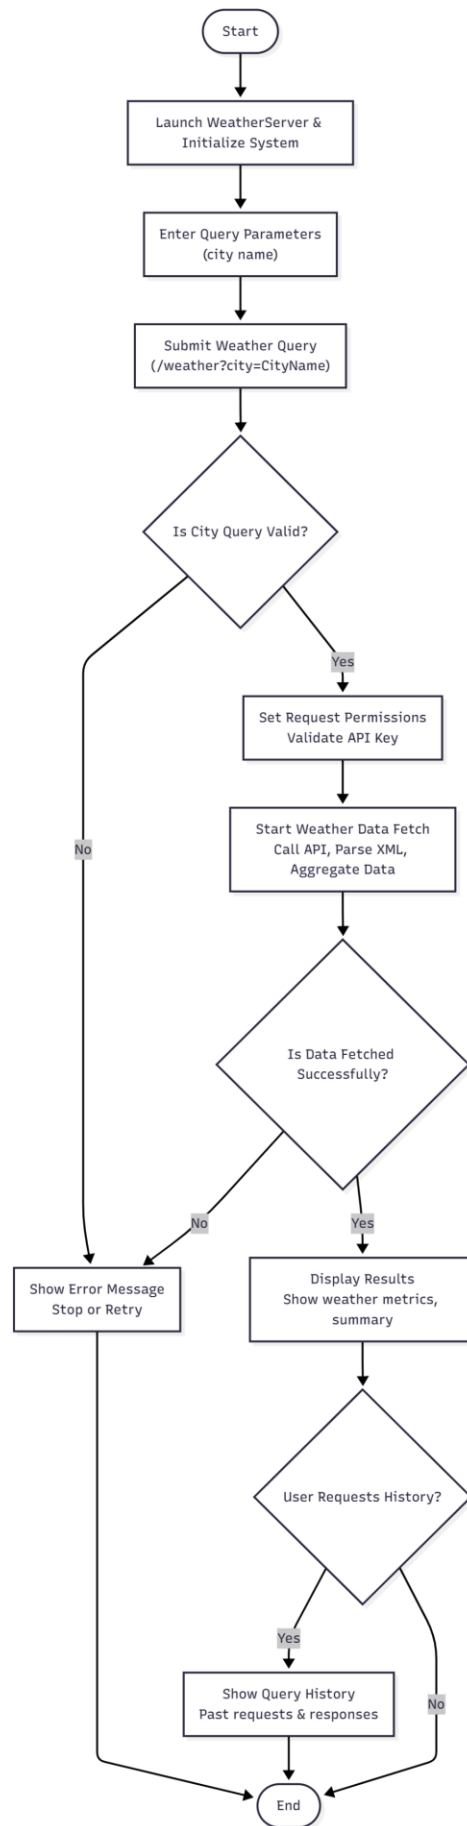 Start
Launch WeatherServer &
Initialize System
Enter Query Parameters
(city name)
Submit Weather Query
(/weather?city=CityName)
Is City Query Valid?
Yes
Set Request Permissions
Validate API Key
No
Start Weather Data Fetch
Call API, Parse XML,
Aggregate Data
Is Data Fetched
Successfully?
No
Yes
Show Error Message
Stop or Retry
Display Results
Show weather metrics,
summary
User Requests History?
Yes
No
Show Query History
Past requests & responses
End